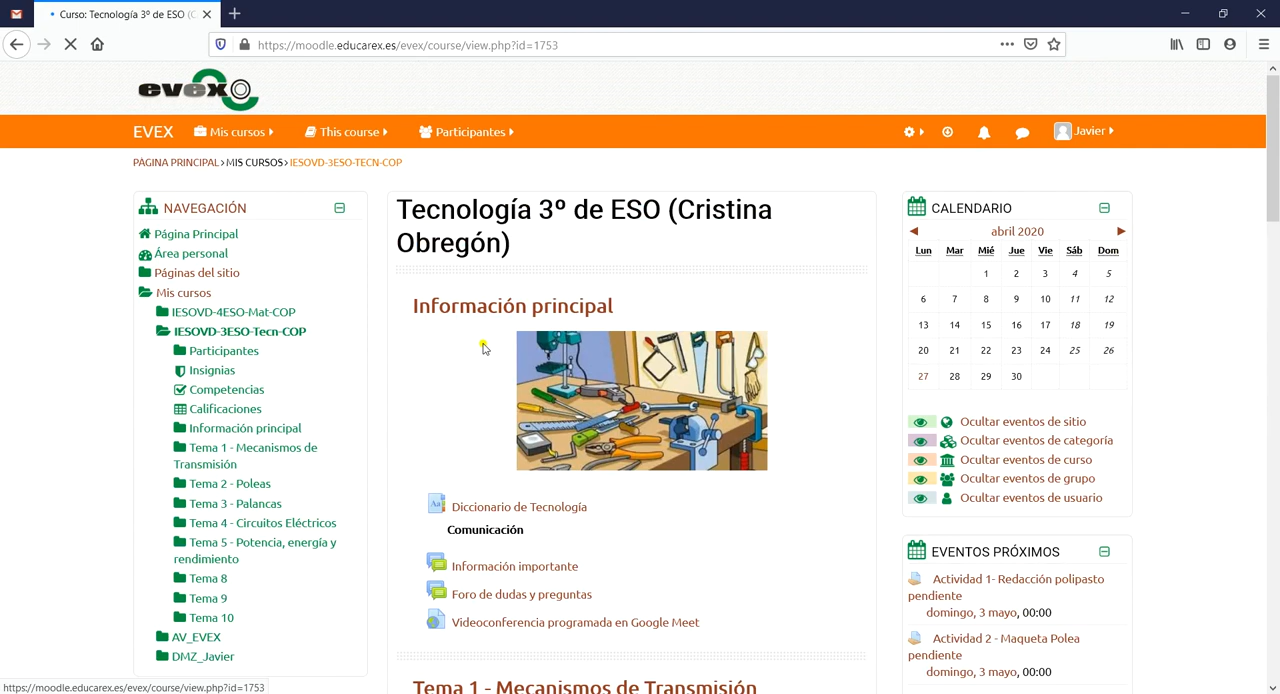 Curso: Tecnología 3º de ESO (C
https://moodle.educarex.es/evex/course/view.php?id=1753
evexo
EVEX
Mis cursos
This course
Participantes
Javier
PÁGINA PRINCIPAL › MIS CURSOS › IESOVD-3ESO-TECN-COP
NAVEGACIÓN
Página Principal
Área personal
Páginas del sitio
Mis cursos
IESOVD-4ESO-Mat-COP
IESOVD-3ESO-Tecn-COP
Participantes
Insignias
Competencias
Calificaciones
Información principal
Tema 1 - Mecanismos de
Transmisión
Tema 2 - Poleas
Tema 3 - Palancas
Tema 4 - Circuitos Eléctricos
Tema 5 - Potencia, energía y
rendimiento
Tema 8
Tema 9
Tema 10
AV_EVEX
DMZ_Javier
Tecnología 3º de ESO (Cristina
Obregón)
Información principal
Aa
Diccionario de Tecnología
Comunicación
Información importante
Foro de dudas y preguntas
Videoconferencia programada en Google Meet
Tema 1 - Mecanismos de Transmisión
CALENDARIO
abril 2020
Lun Mar Mié Jue Vie Sáb Dom
1 2 3 4 5
6 7 8 9 10 11 12
13 14 15 16 17 18 19
20 21 22 23 24 25 26
27 28 29 30
Ocultar eventos de sitio
Ocultar eventos de categoría
Ocultar eventos de curso
Ocultar eventos de grupo
Ocultar eventos de usuario
EVENTOS PRÓXIMOS
Actividad 1- Redacción polipasto
pendiente
domingo, 3 mayo, 00:00
Actividad 2 - Maqueta Polea
pendiente
domingo, 3 mayo, 00:00
https://moodle.educarex.es/evex/course/view.php?id=1753